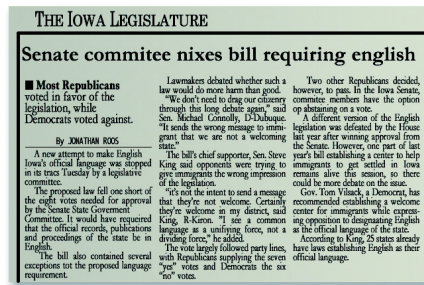 THE IOWA LEGISLATURE
Senate commitee nixes bill requiring english
■ Most Republicans
voted in favor of the
legislation, while
Democrats voted against.
By JONATHAN ROOS
A new attempt to make English
Iowa's official language was stopped
in its tracs Tuesday by a legislative
committee.
The proposed law fell one short of
the eight votes needed for approval
by the Senate State Goverment
Committee. It would have required
that the official records, publications
and proceedings of the state be in
English.
The bill also contained several
exceptions tot the proposed language
requirement.
Lawmakers debated whether such a
law would do more harm than good.
"We don't need to drag our citizenry
through this long debate again," said
Sen. Michael Connolly, D-Dubuque.
"It sends the wrong message to immi-
grant that we are not a welcoming
state."
The bill's chief supporter, Sen. Steve
King said opponents were trying to
give immigrants the wrong impression
of the legislation.
"it's not the intent to send a message
that they're not welcome. Certainly
they're welcome in my district, said
King, R-Kiron. "I see a common
language as a unifying force, not a
dividing force," he added.
The vote largely followed party lines,
with Republicans supplying the seven
"yes" votes and Democrats the six
"no" votes.
Two other Republicans decided,
however, to pass. In the Iowa Senate,
commitee members have the option
op abstaining on a vote.
A different version of the English
legislation was defeated by the House
last year after winning approval from
the Senate. However, one part of last
year's bill establishing a center to help
immigrants to get settled in Iowa
remains alive this session, so there
could be more debate on the issue.
Gov. Tom Vilsack, a Democrat, has
recommended establishing a welcome
center for immigrants while express-
ing opposition to designating English
as the official language of the state.
According to King, 25 states already
have laws establishing English as their
official language.